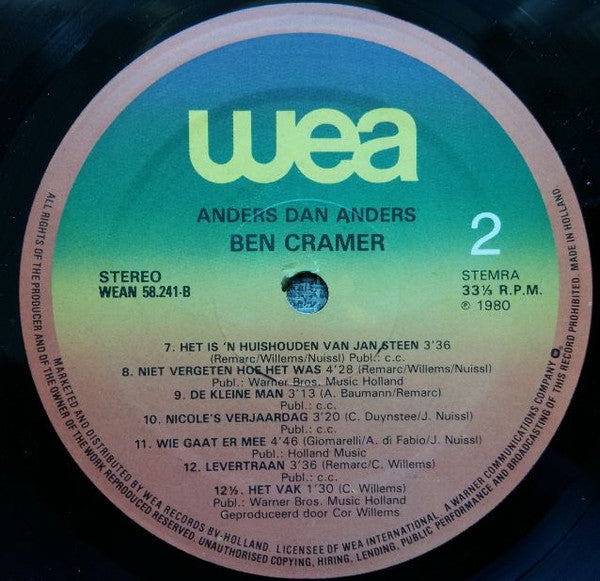 wea
ANDERS DAN ANDERS
BEN CRAMER
2
STEREO
WEAN 58.241-B
STEMRA
33⅓ R.P.M.
℗ 1980
7. HET IS 'N HUISHOUDEN VAN JAN STEEN 3'36
(Remarc/Willems/Nuissl) Publ.: c.c.
8. NIET VERGETEN HOE HET WAS 4'28 (Remarc/Willems/Nuissl)
Publ.: Warner Bros. Music Holland
9. DE KLEINE MAN 3'13 (A. Baumann/Remarc)
Publ.: c.c.
10. NICOLE'S VERJAARDAG 3'20 (C. Duynstee/J. Nuissl)
Publ.: c.c.
11. WIE GAAT ER MEE 4'46 (Giomarelli/A. di Fabio/J. Nuissl)
Publ.: Holland Music
12. LEVERTRAAN 3'36 (Remarc/C. Willems)
Publ.: c.c.
12½. HET VAK 1'30 (C. Willems)
Publ.: Warner Bros. Music Holland
Geproduceerd door Cor Willems
ALL RIGHTS OF THE PRODUCER AND OF THE OWNER OF THE WORK REPRODUCED RESERVED. UNAUTHORISED COPYING, HIRING, LENDING, PUBLIC PERFORMANCE AND BROADCASTING OF THIS RECORD PROHIBITED. MADE IN HOLLAND.
MARKETED AND DISTRIBUTED BY WEA RECORDS BV-HOLLAND. LICENSEE OF WEA INTERNATIONAL. A WARNER COMMUNICATIONS COMPANY